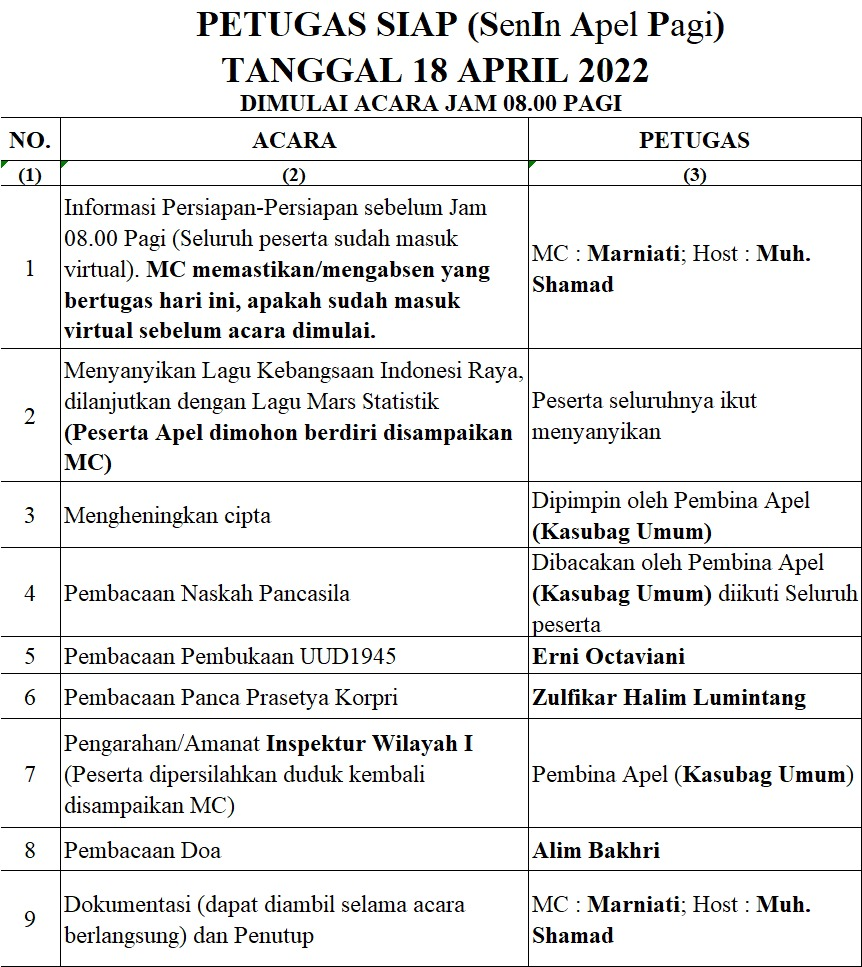 PETUGAS SIAP (SenIn Apel Pagi)
TANGGAL 18 APRIL 2022
DIMULAI ACARA JAM 08.00 PAGI
NO. ACARA PETUGAS
(1) (2) (3)
1
Informasi Persiapan-Persiapan sebelum Jam
08.00 Pagi (Seluruh peserta sudah masuk
virtual). MC memastikan/mengabsen yang
bertugas hari ini, apakah sudah masuk
virtual sebelum acara dimulai.
MC : Marniati; Host : Muh.
Shamad
2
Menyanyikan Lagu Kebangsaan Indonesi Raya,
dilanjutkan dengan Lagu Mars Statistik
(Peserta Apel dimohon berdiri disampaikan
MC)
Peserta seluruhnya ikut
menyanyikan
3
Mengheningkan cipta
Dipimpin oleh Pembina Apel
(Kasubag Umum)
4
Pembacaan Naskah Pancasila
Dibacakan oleh Pembina Apel
(Kasubag Umum) diikuti Seluruh
peserta
5 Pembacaan Pembukaan UUD1945 Erni Octaviani
6 Pembacaan Panca Prasetya Korpri Zulfikar Halim Lumintang
7
Pengarahan/Amanat Inspektur Wilayah I
(Peserta dipersilahkan duduk kembali
disampaikan MC)
Pembina Apel (Kasubag Umum)
8 Pembacaan Doa Alim Bakhri
9
Dokumentasi (dapat diambil selama acara
berlangsung) dan Penutup
MC : Marniati; Host : Muh.
Shamad